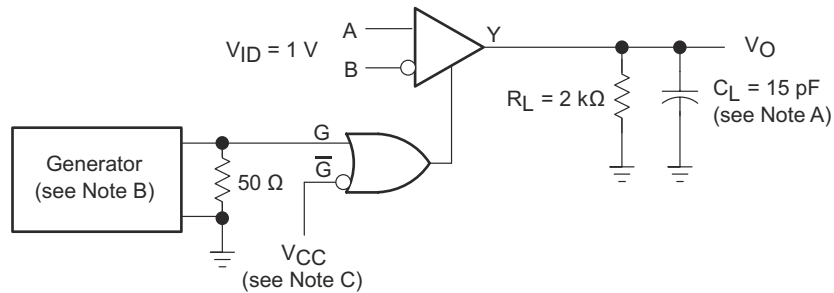 A
Y
V_O
V_ID = 1 V
B
R_L = 2 kΩ
C_L = 15 pF
(see Note A)
G
G̅
Generator
(see Note B)
50 Ω
V_CC
(see Note C)